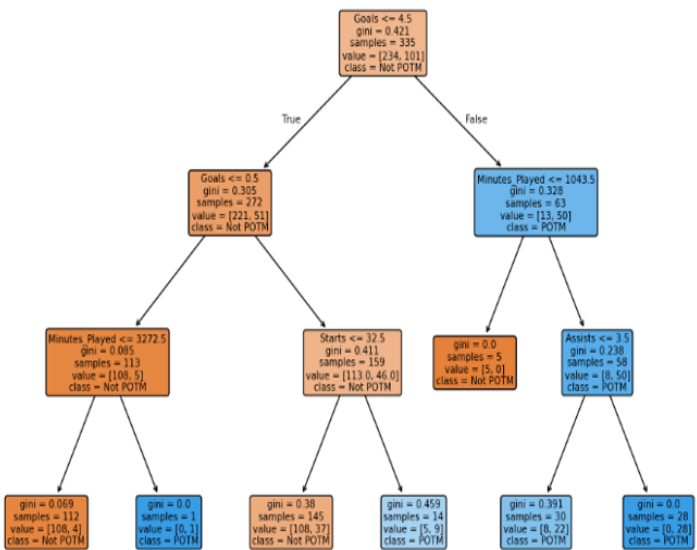 Goals <= 4.5
gini = 0.421
samples = 335
value = [234, 101]
class = Not POTM
True
False
Goals <= 0.5
gini = 0.305
samples = 272
value = [221, 51]
class = Not POTM
Minutes_Played <= 1043.5
gini = 0.328
samples = 63
value = [13, 50]
class = POTM
Minutes_Played <= 3272.5
gini = 0.085
samples = 113
value = [108, 5]
class = Not POTM
Starts <= 32.5
gini = 0.411
samples = 159
value = [113.0, 46.0]
class = Not POTM
gini = 0.0
samples = 5
value = [5, 0]
class = Not POTM
Assists <= 3.5
gini = 0.238
samples = 58
value = [8, 50]
class = POTM
gini = 0.069
samples = 112
value = [108, 4]
class = Not POTM
gini = 0.0
samples = 1
value = [0, 1]
class = POTM
gini = 0.38
samples = 145
value = [108, 37]
class = Not POTM
gini = 0.459
samples = 14
value = [5, 9]
class = POTM
gini = 0.391
samples = 30
value = [8, 22]
class = POTM
gini = 0.0
samples = 28
value = [0, 28]
class = POTM